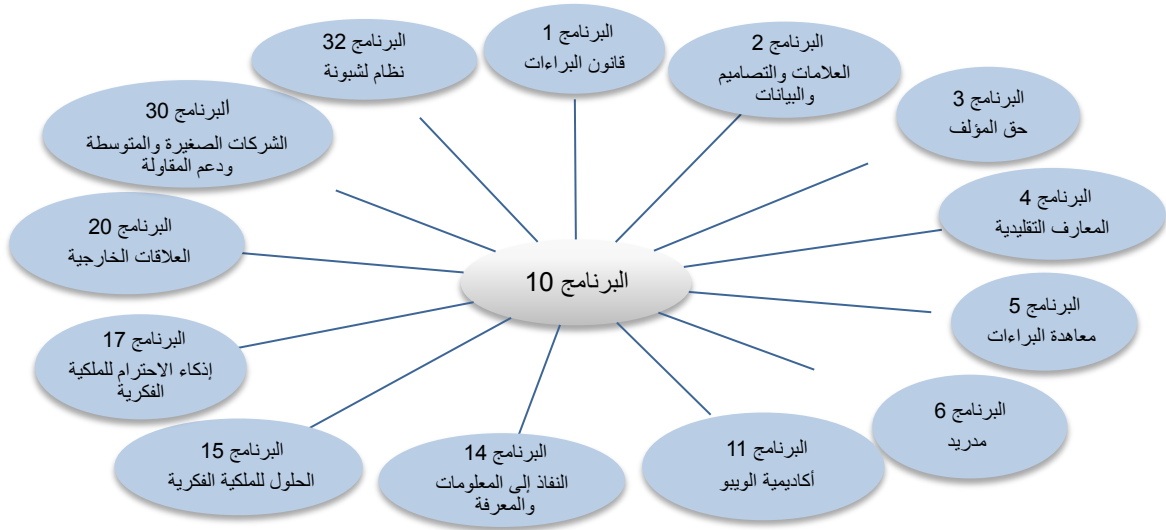 البرنامج 1
قانون البراءات
البرنامج 2
العلامات والتصاميم
والبيانات
البرنامج 3
حق المؤلف
البرنامج 4
المعارف التقليدية
البرنامج 5
معاهدة البراءات
البرنامج 6
مدريد
البرنامج 11
أكاديمية الويبو
البرنامج 14
النفاذ إلى المعلومات
والمعرفة
البرنامج 15
الحلول للملكية الفكرية
البرنامج 17
إذكاء الاحترام للملكية
الفكرية
البرنامج 20
العلاقات الخارجية
البرنامج 30
الشركات الصغيرة والمتوسطة
ودعم المقاولة
البرنامج 32
نظام لشبونة
البرنامج 10